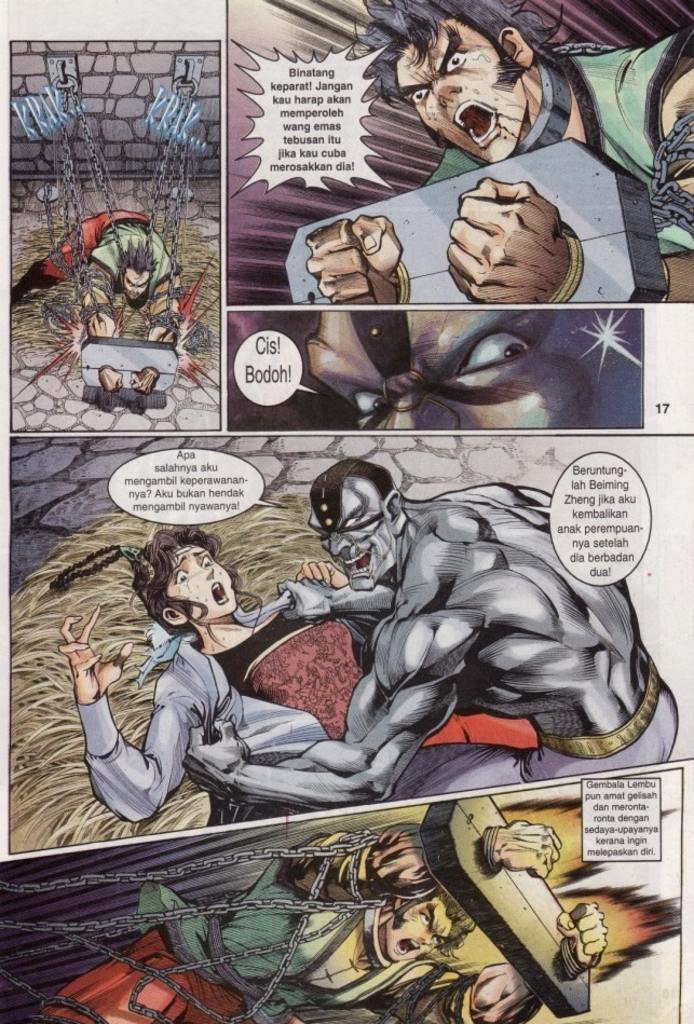 KRAK...
KRAK...
Binatang
keparat! Jangan
kau harap akan
memperoleh
wang emas
tebusan itu
jika kau cuba
merosakkan dia!
Cis!
Bodoh!
17
Apa
salahnya aku
mengambil keperawanan-
nya? Aku bukan hendak
mengambil nyawanya!
Beruntung-
lah Beiming
Zheng jika aku
kembalikan
anak perempuan-
nya setelah
dia berbadan
dua!
Gembala Lembu
pun amat gelisah
dan meronta-
ronta dengan
sedaya-upayanya
kerana ingin
melepaskan diri.